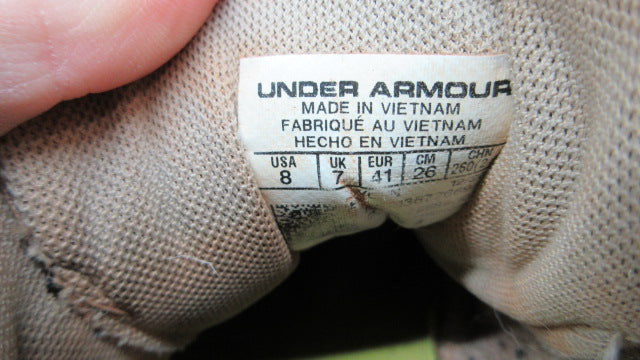 UNDER ARMOUR
MADE IN VIETNAM
FABRIQUÉ AU VIETNAM
HECHO EN VIETNAM
USA UK EUR CM CHN
8 7 41 26